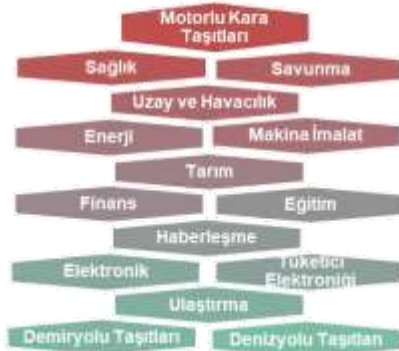 Motorlu Kara
Taşıtları
Sağlık
Savunma
Uzay ve Havacılık
Enerji
Makina İmalat
Tarım
Finans
Eğitim
Haberleşme
Elektronik
Tüketici
Elektroniği
Ulaştırma
Demiryolu Taşıtları
Denizyolu Taşıtları